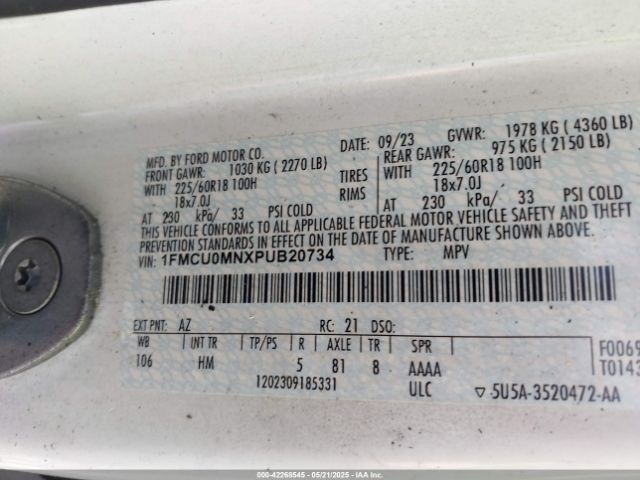 MFD. BY FORD MOTOR CO. DATE: 09/23 GVWR: 1978 KG ( 4360 LB)
FRONT GAWR: 1030 KG ( 2270 LB) REAR GAWR: 975 KG ( 2150 LB)
WITH 225/60R18 100H TIRES WITH 225/60R18 100H
18x7.0J RIMS 18x7.0J
AT 230 kPa/ 33 PSI COLD AT 230 kPa/ 33 PSI COLD
THIS VEHICLE CONFORMS TO ALL APPLICABLE FEDERAL MOTOR VEHICLE SAFETY AND THEFT
PREVENTION STANDARDS IN EFFECT ON THE DATE OF MANUFACTURE SHOWN ABOVE.
VIN: 1FMCU0MNXPUB20734 TYPE: MPV
EXT PNT: AZ RC: 21 DSO:
WB INT TR TP/PS R AXLE TR SPR
106 HM 5 81 8 AAAA
1202309185331 ULC
F0069
T0143
▽5U5A-3520472-AA
000-42268545 - 05/21/2025 - IAA